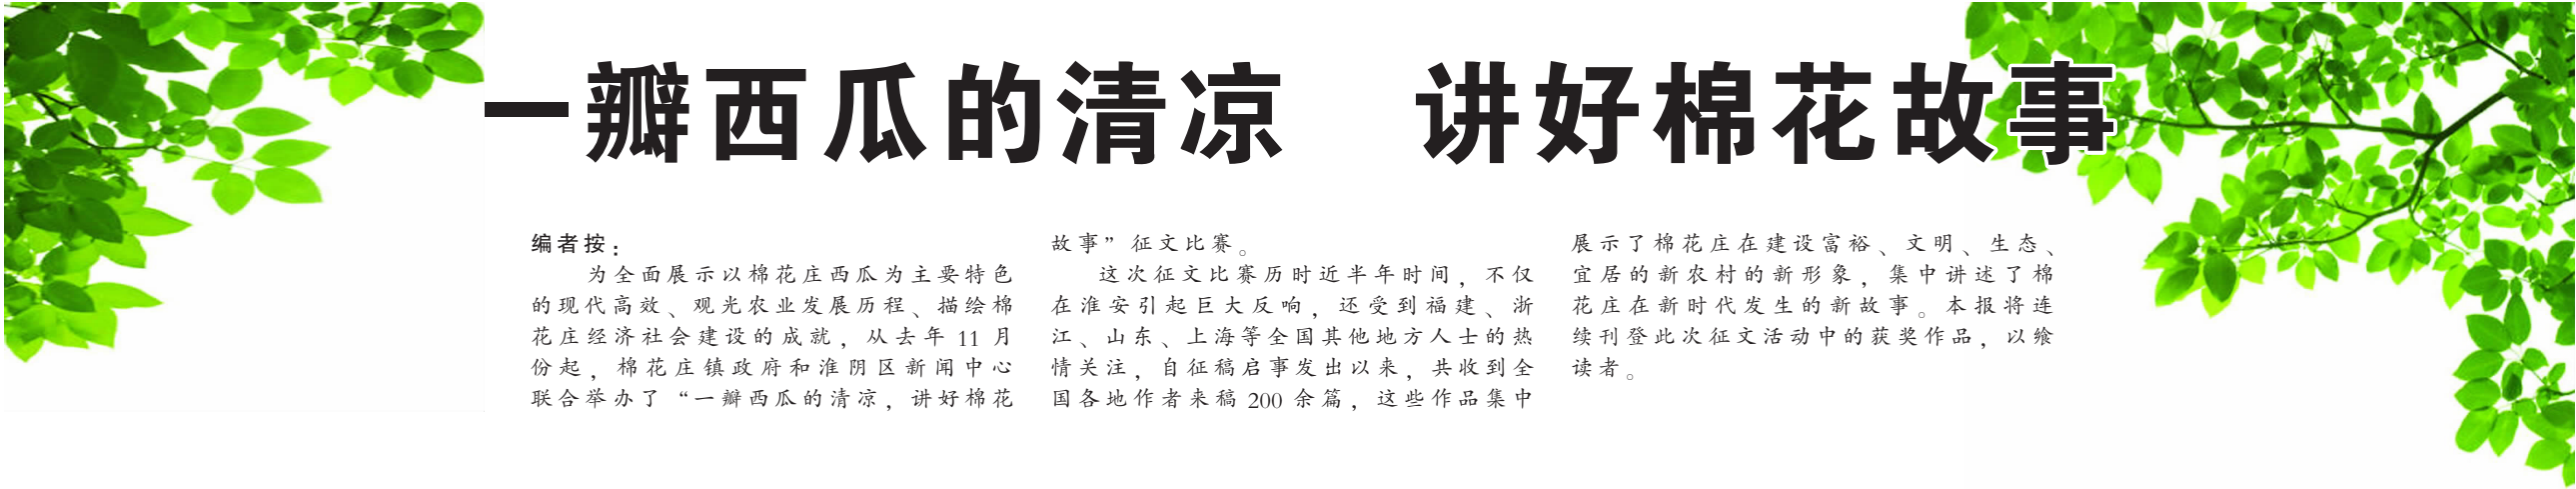 一瓣西瓜的清凉　讲好棉花故事
编者按：
为全面展示以棉花庄西瓜为主要特色
的现代高效、观光农业发展历程、描绘棉
花庄经济社会建设的成就，从去年 11 月
份起，棉花庄镇政府和淮阴区新闻中心
联合举办了“一瓣西瓜的清凉，讲好棉花
故事”征文比赛。
这次征文比赛历时近半年时间，不仅
在淮安引起巨大反响，还受到福建、浙
江、山东、上海等全国其他地方人士的热
情关注，自征稿启事发出以来，共收到全
国各地作者来稿 200 余篇，这些作品集中
展示了棉花庄在建设富裕、文明、生态、
宜居的新农村的新形象，集中讲述了棉
花庄在新时代发生的新故事。本报将连
续刊登此次征文活动中的获奖作品，以飨
读者。